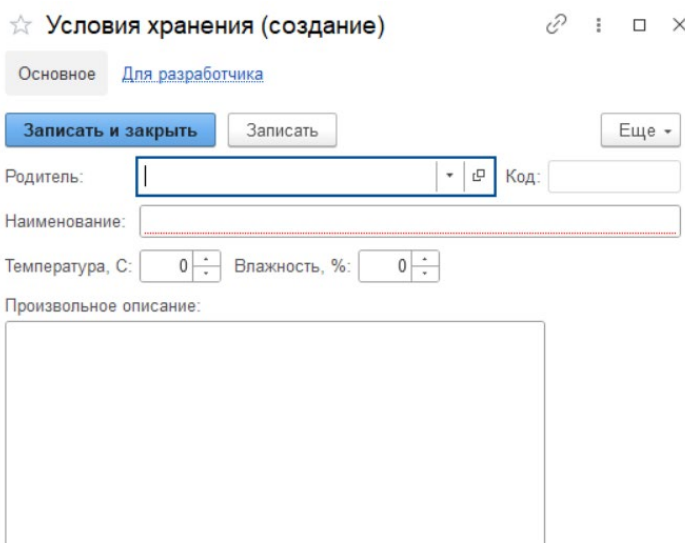 Условия хранения (создание)
Основное Для разработчика
Записать и закрыть Записать Еще
Родитель: Код:
Наименование:
Температура, С: 0 Влажность, %: 0
Произвольное описание: